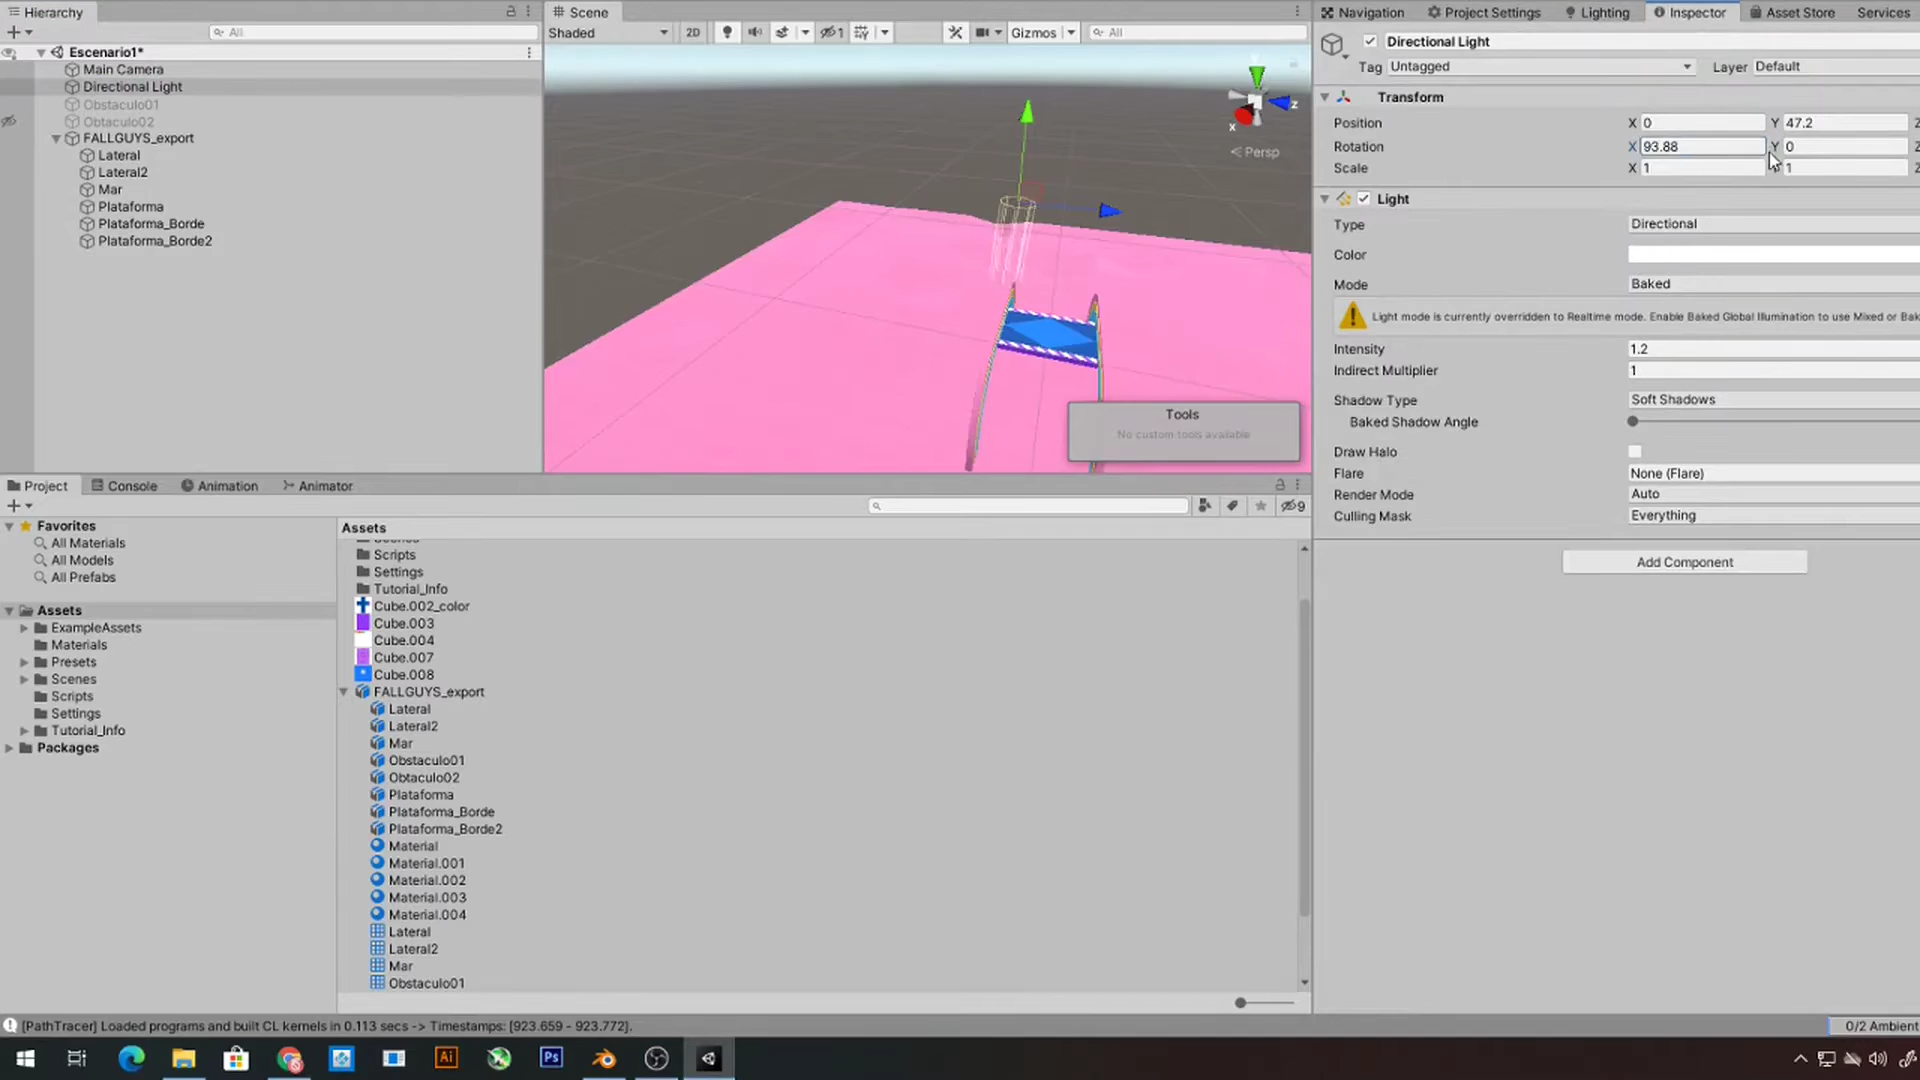 Hierarchy
All
Escenario1*
Main Camera
Directional Light
Obstaculo01
Obstaculo02
FALLGUYS_export
Lateral
Lateral2
Mar
Plataforma
Plataforma_Borde
Plataforma_Borde2
Scene
Shaded
2D
1
Gizmos
All
y
z
x
Persp
Tools
No custom tools available
Navigation
Project Settings
Lighting
Inspector
Asset Store
Services
Directional Light
Tag Untagged Layer Default
Transform
Position X 0 Y 47.2 Z
Rotation X 93.88 Y 0 Z
Scale X 1 Y 1 Z
Light
Type Directional
Color
Mode Baked
Light mode is currently overridden to Realtime mode. Enable Baked Global Illumination to use Mixed or Bak
Intensity 1.2
Indirect Multiplier 1
Shadow Type Soft Shadows
Baked Shadow Angle
Draw Halo
Flare None (Flare)
Render Mode Auto
Culling Mask Everything
Add Component
Project
Console
Animation
Animator
9
Favorites
All Materials
All Models
All Prefabs
Assets
ExampleAssets
Materials
Presets
Scenes
Scripts
Settings
Tutorial_Info
Packages
Assets
Scenes
Scripts
Settings
Tutorial_Info
Cube.002_color
Cube.003
Cube.004
Cube.007
Cube.008
FALLGUYS_export
Lateral
Lateral2
Mar
Obstaculo01
Obtaculo02
Plataforma
Plataforma_Borde
Plataforma_Borde2
Material
Material.001
Material.002
Material.003
Material.004
Lateral
Lateral2
Mar
Obstaculo01
[PathTracer] Loaded programs and built CL kernels in 0.113 secs -> Timestamps: [923.659 - 923.772].
0/2 Ambient
Ai
Ps